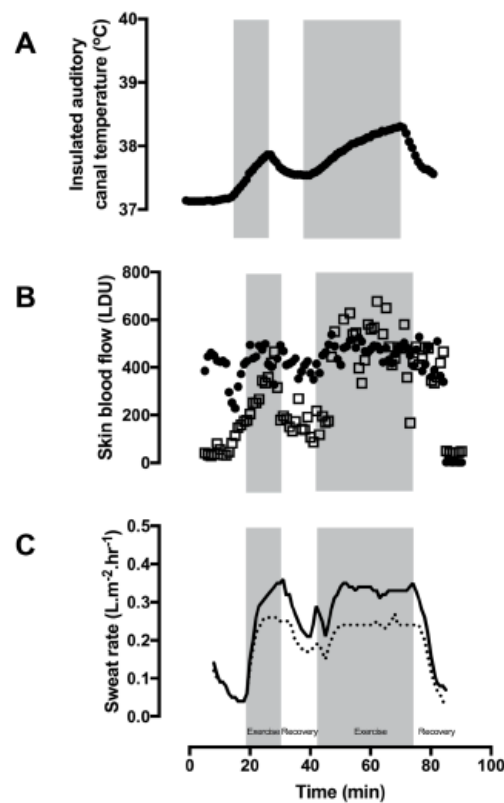 A
Insulated auditory
canal temperature (°C)
40
39
38
37
B
Skin blood flow (LDU)
800
600
400
200
0
C
Sweat rate (L.m⁻².hr⁻¹)
0.5
0.4
0.3
0.2
0.1
0.0
Exercise Recovery Exercise Recovery
0 20 40 60 80 100
Time (min)